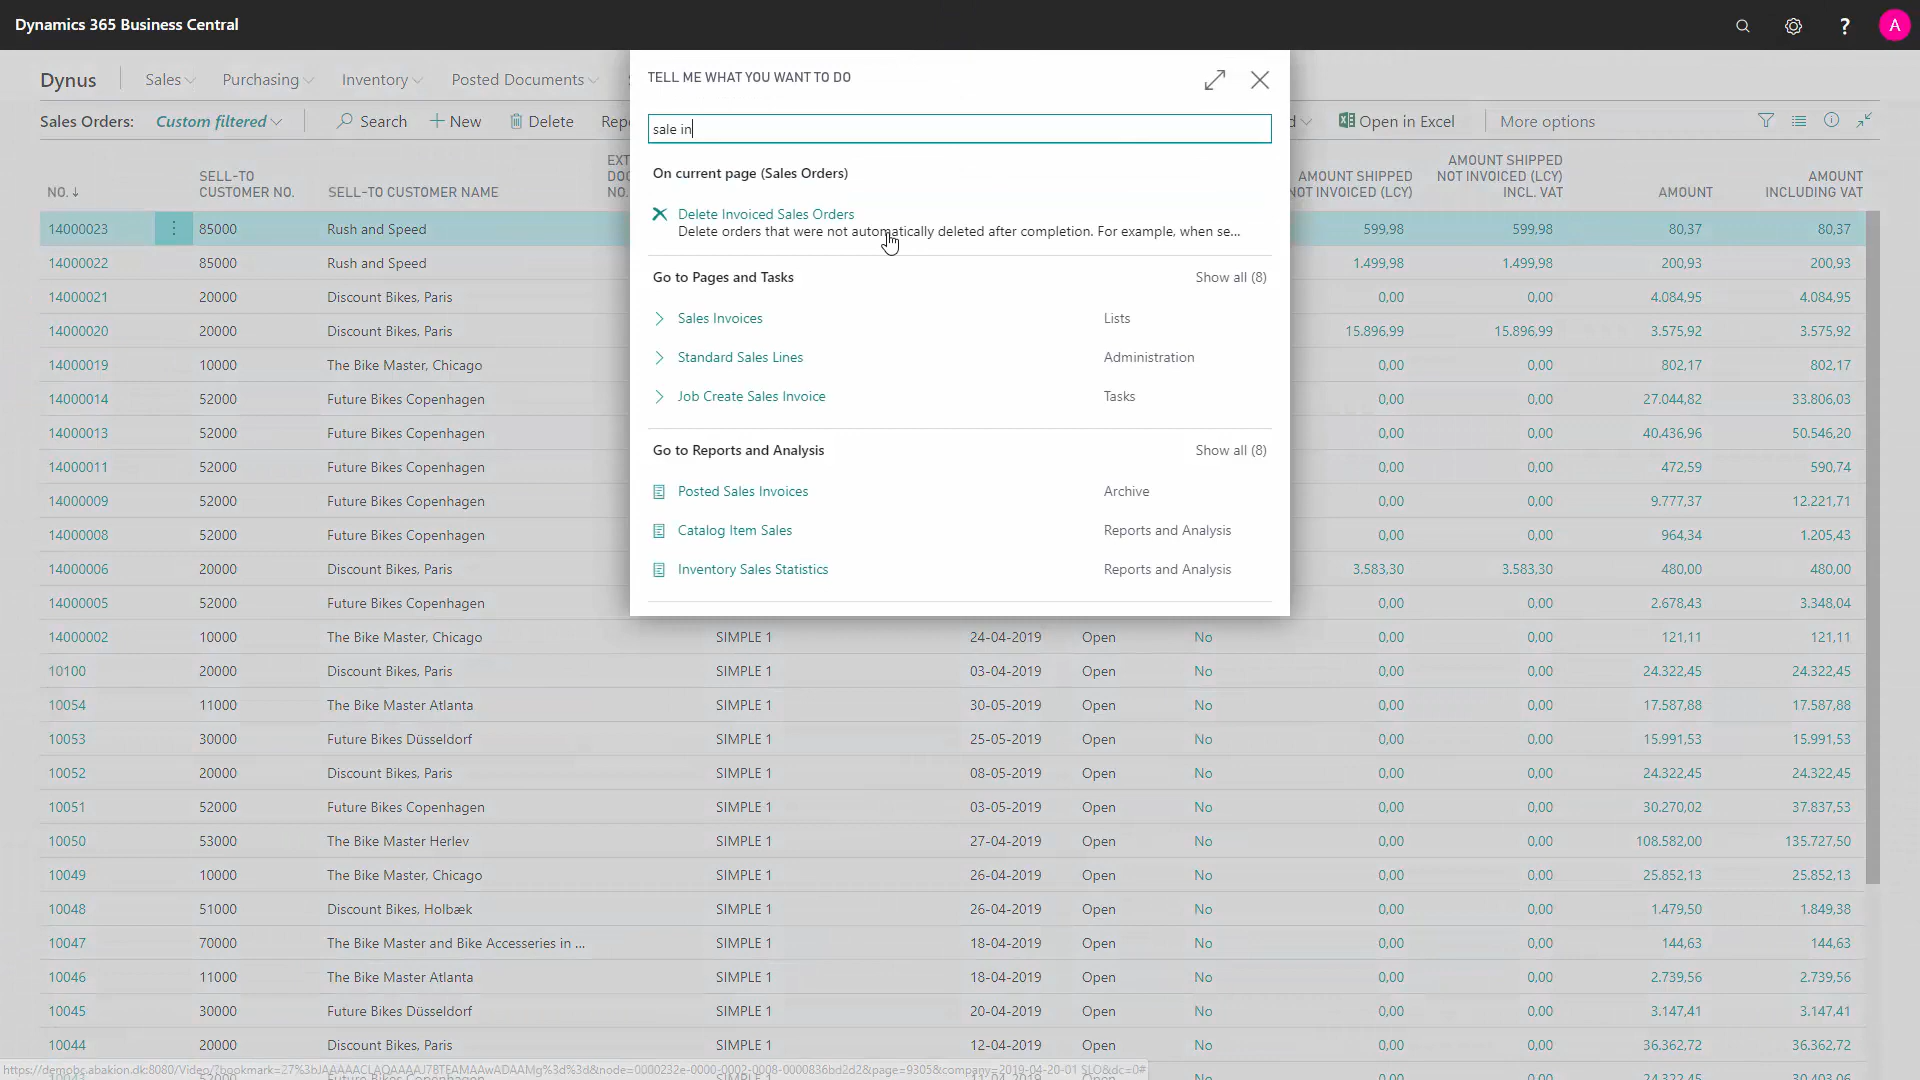 Dynamics 365 Business Central
A
Dynus
Sales
Purchasing
Inventory
Posted Documents
Sales Orders:
Custom filtered
Search
New
Delete
Open in Excel
More options
TELL ME WHAT YOU WANT TO DO
sale in
On current page (Sales Orders)
Delete Invoiced Sales Orders
Delete orders that were not automatically deleted after completion. For example, when se...
Go to Pages and Tasks Show all (8)
Sales Invoices Lists
Standard Sales Lines Administration
Job Create Sales Invoice Tasks
Go to Reports and Analysis Show all (8)
Posted Sales Invoices Archive
Catalog Item Sales Reports and Analysis
Inventory Sales Statistics Reports and Analysis
NO. ↓
SELL-TO
CUSTOMER NO.
SELL-TO CUSTOMER NAME
AMOUNT SHIPPED
NOT INVOICED (LCY)
AMOUNT SHIPPED
NOT INVOICED (LCY)
INCL. VAT
AMOUNT
AMOUNT
INCLUDING VAT
14000023 85000 Rush and Speed 599,98 599,98 80,37 80,37
14000022 85000 Rush and Speed 1.499,98 1.499,98 200,93 200,93
14000021 20000 Discount Bikes, Paris 0,00 0,00 4.084,95 4.084,95
14000020 20000 Discount Bikes, Paris 15.896,99 15.896,99 3.575,92 3.575,92
14000019 10000 The Bike Master, Chicago 0,00 0,00 802,17 802,17
14000014 52000 Future Bikes Copenhagen 0,00 0,00 27.044,82 33.806,03
14000013 52000 Future Bikes Copenhagen 0,00 0,00 40.436,96 50.546,20
14000011 52000 Future Bikes Copenhagen 0,00 0,00 472,59 590,74
14000009 52000 Future Bikes Copenhagen 0,00 0,00 9.777,37 12.221,71
14000008 52000 Future Bikes Copenhagen 0,00 0,00 964,34 1.205,43
14000006 20000 Discount Bikes, Paris 3.583,30 3.583,30 480,00 480,00
14000005 52000 Future Bikes Copenhagen 0,00 0,00 2.678,43 3.348,04
14000002 10000 The Bike Master, Chicago SIMPLE 1 24-04-2019 Open No 0,00 0,00 121,11 121,11
10100 20000 Discount Bikes, Paris SIMPLE 1 03-04-2019 Open No 0,00 0,00 24.322,45 24.322,45
10054 11000 The Bike Master Atlanta SIMPLE 1 30-05-2019 Open No 0,00 0,00 17.587,88 17.587,88
10053 30000 Future Bikes Düsseldorf SIMPLE 1 25-05-2019 Open No 0,00 0,00 15.991,53 15.991,53
10052 20000 Discount Bikes, Paris SIMPLE 1 08-05-2019 Open No 0,00 0,00 24.322,45 24.322,45
10051 52000 Future Bikes Copenhagen SIMPLE 1 03-05-2019 Open No 0,00 0,00 30.270,02 37.837,53
10050 53000 The Bike Master Herlev SIMPLE 1 27-04-2019 Open No 0,00 0,00 108.582,00 135.727,50
10049 10000 The Bike Master, Chicago SIMPLE 1 26-04-2019 Open No 0,00 0,00 25.852,13 25.852,13
10048 51000 Discount Bikes, Holbæk SIMPLE 1 26-04-2019 Open No 0,00 0,00 1.479,50 1.849,38
10047 70000 The Bike Master and Bike Accesseries in ... SIMPLE 1 18-04-2019 Open No 0,00 0,00 144,63 144,63
10046 11000 The Bike Master Atlanta SIMPLE 1 18-04-2019 Open No 0,00 0,00 2.739,56 2.739,56
10045 30000 Future Bikes Düsseldorf SIMPLE 1 20-04-2019 Open No 0,00 0,00 3.147,41 3.147,41
10044 20000 Discount Bikes, Paris SIMPLE 1 12-04-2019 Open No 0,00 0,00 36.362,72 36.362,72